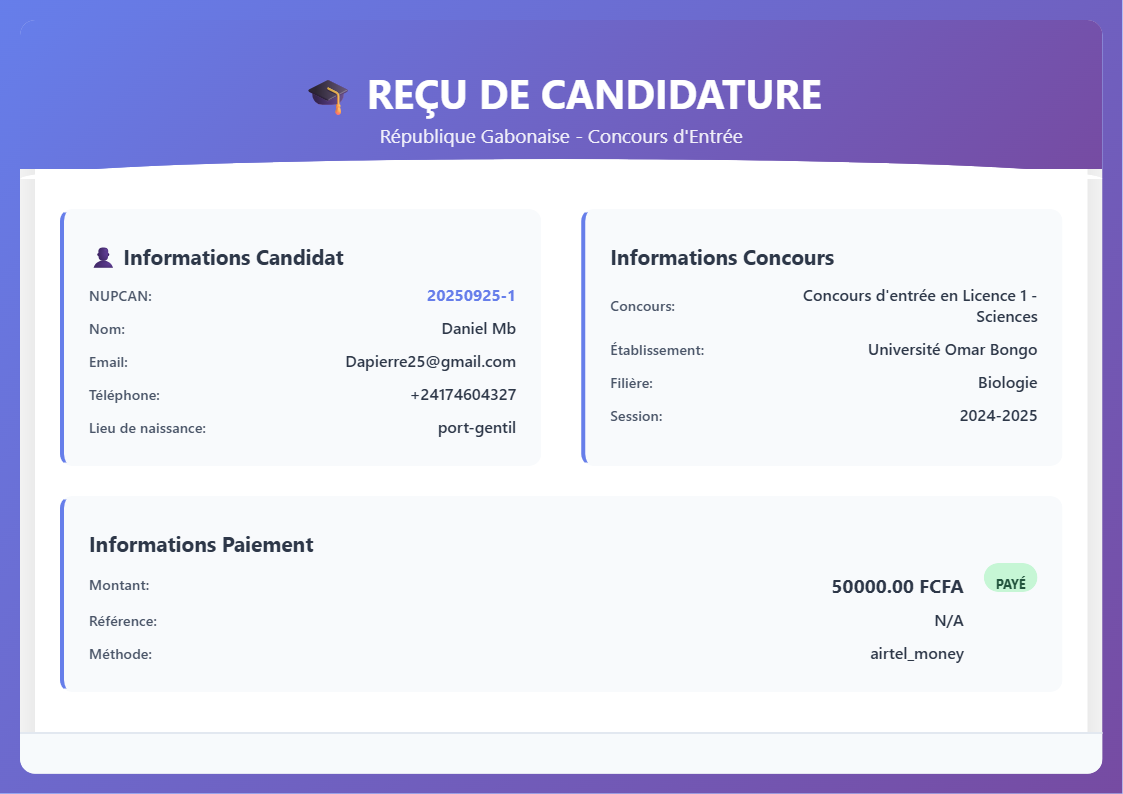 REÇU DE CANDIDATURE
République Gabonaise - Concours d'Entrée
Informations Candidat
NUPCAN: 20250925-1
Nom: Daniel Mb
Email: Dapierre25@gmail.com
Téléphone: +24174604327
Lieu de naissance: port-gentil
Informations Concours
Concours: Concours d'entrée en Licence 1 -
Sciences
Établissement: Université Omar Bongo
Filière: Biologie
Session: 2024-2025
Informations Paiement
Montant: 50000.00 FCFA PAYÉ
Référence: N/A
Méthode: airtel_money